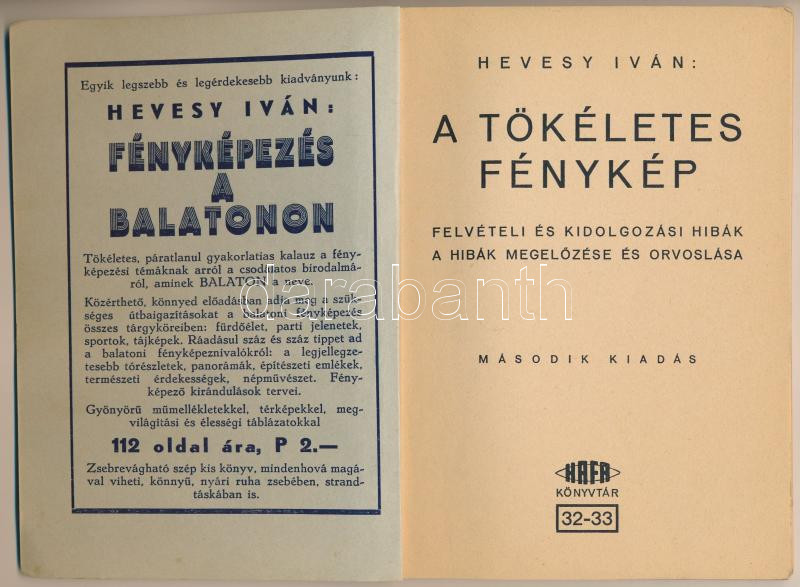 Egyik legszebb és legérdekesebb kiadványunk:
HEVESY IVÁN:
FÉNYKÉPEZÉS
A
BALATONON
Tökéletes, páratlanul gyakorlatias kalauz a fény-
képezési témáknak arról a csodálatos birodalmá-
ról, aminek BALATON a neve.
Közérthető, könnyed előadásban adja meg a szük-
séges útbaigazításokat a balatoni fényképezés
összes tárgyköreiben: fürdőélet, parti jelenetek,
sportok, tájképek. Ráadásul száz és száz tippet ad
a balatoni fényképeznivalókról: a legjellegze-
tesebb tórészletek, panorámák, építészeti emlékek,
természeti érdekességek, népművészet. Fény-
képező kirándulások tervei.
Gyönyörű műmellékletekkel, térképekkel, meg-
világítási és élességi táblázatokkal
112 oldal ára, P 2.—
Zsebrevágható szép kis könyv, mindenhová magá-
val viheti, könnyű, nyári ruha zsebében, strand-
táskában is.
HEVESY IVÁN:
A TÖKÉLETES
FÉNYKÉP
FELVÉTELI ÉS KIDOLGOZÁSI HIBÁK
A HIBÁK MEGELŐZÉSE ÉS ORVOSLÁSA
MÁSODIK KIADÁS
HAFA
KÖNYVTÁR
32-33
darabanth